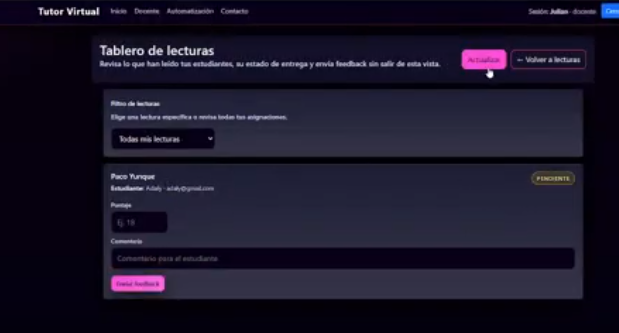 Tutor Virtual Inicio Docente Automatización Contacto Sesión: Julian · docente
Tablero de lecturas
Revisa lo que han leído tus estudiantes, su estado de entrega y envía feedback sin salir de esta vista.
Actualizar ← Volver a lecturas
Filtro de lecturas
Elige una lectura específica o revisa todas tus asignaciones.
Todas mis lecturas
Paco Yunque
PENDIENTE
Estudiante: Adaly · adaly@gmail.com
Puntaje
Ej. 18
Comentario
Comentario para el estudiante
Enviar feedback